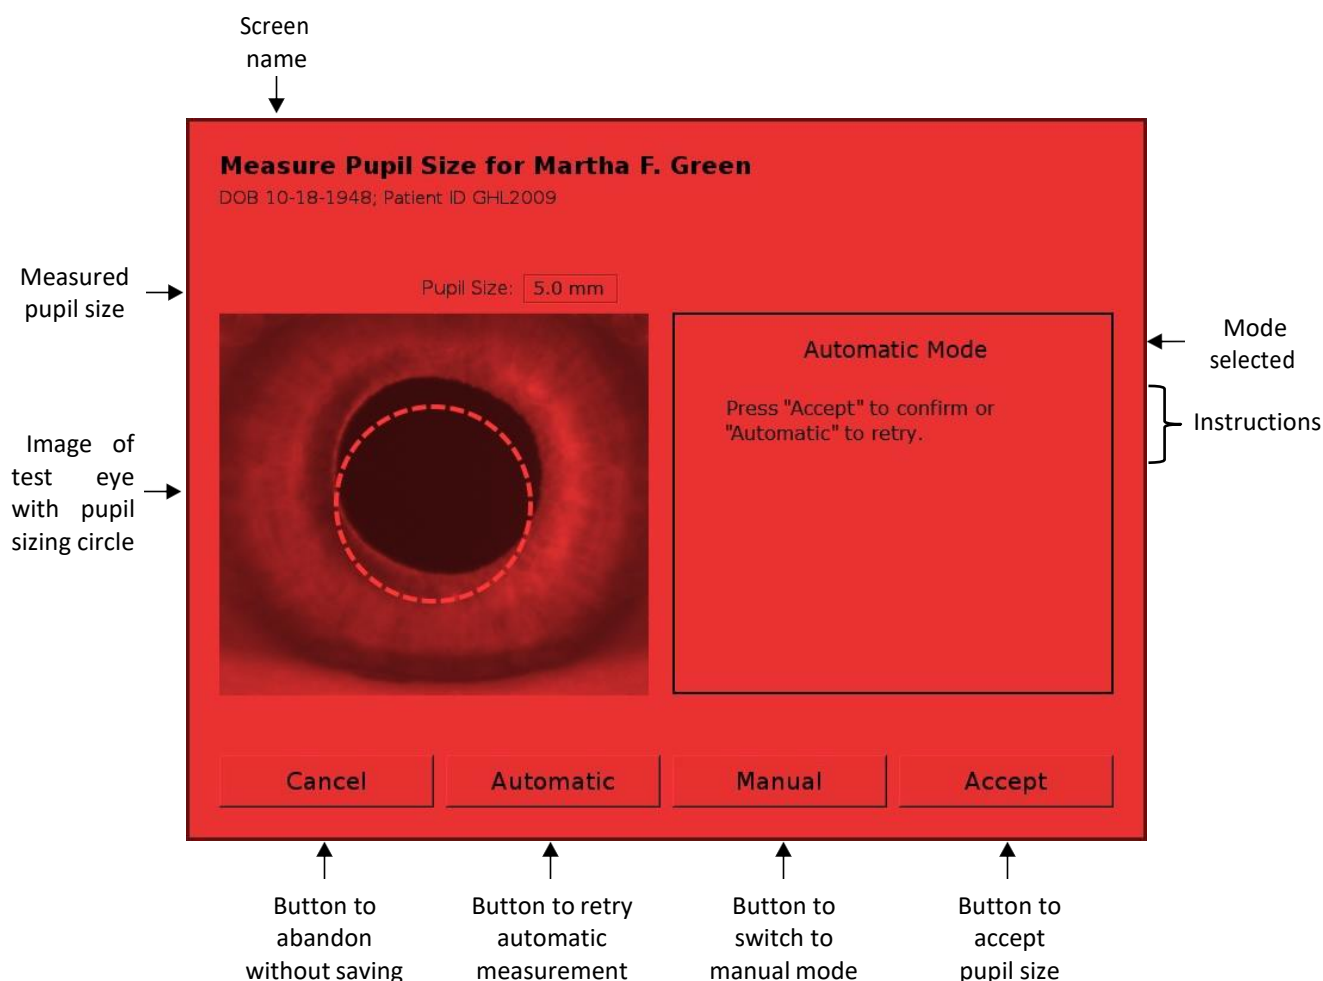 Screen
name
Measure Pupil Size for Martha F. Green
DOB 10-18-1948; Patient ID GHL2009
Measured
pupil size
Pupil Size: 5.0 mm
Automatic Mode
Mode
selected
Press "Accept" to confirm or
"Automatic" to retry.
Instructions
Image of
test eye
with pupil
sizing circle
Cancel
Automatic
Manual
Accept
Button to
abandon
without saving
Button to retry
automatic
measurement
Button to
switch to
manual mode
Button to
accept
pupil size